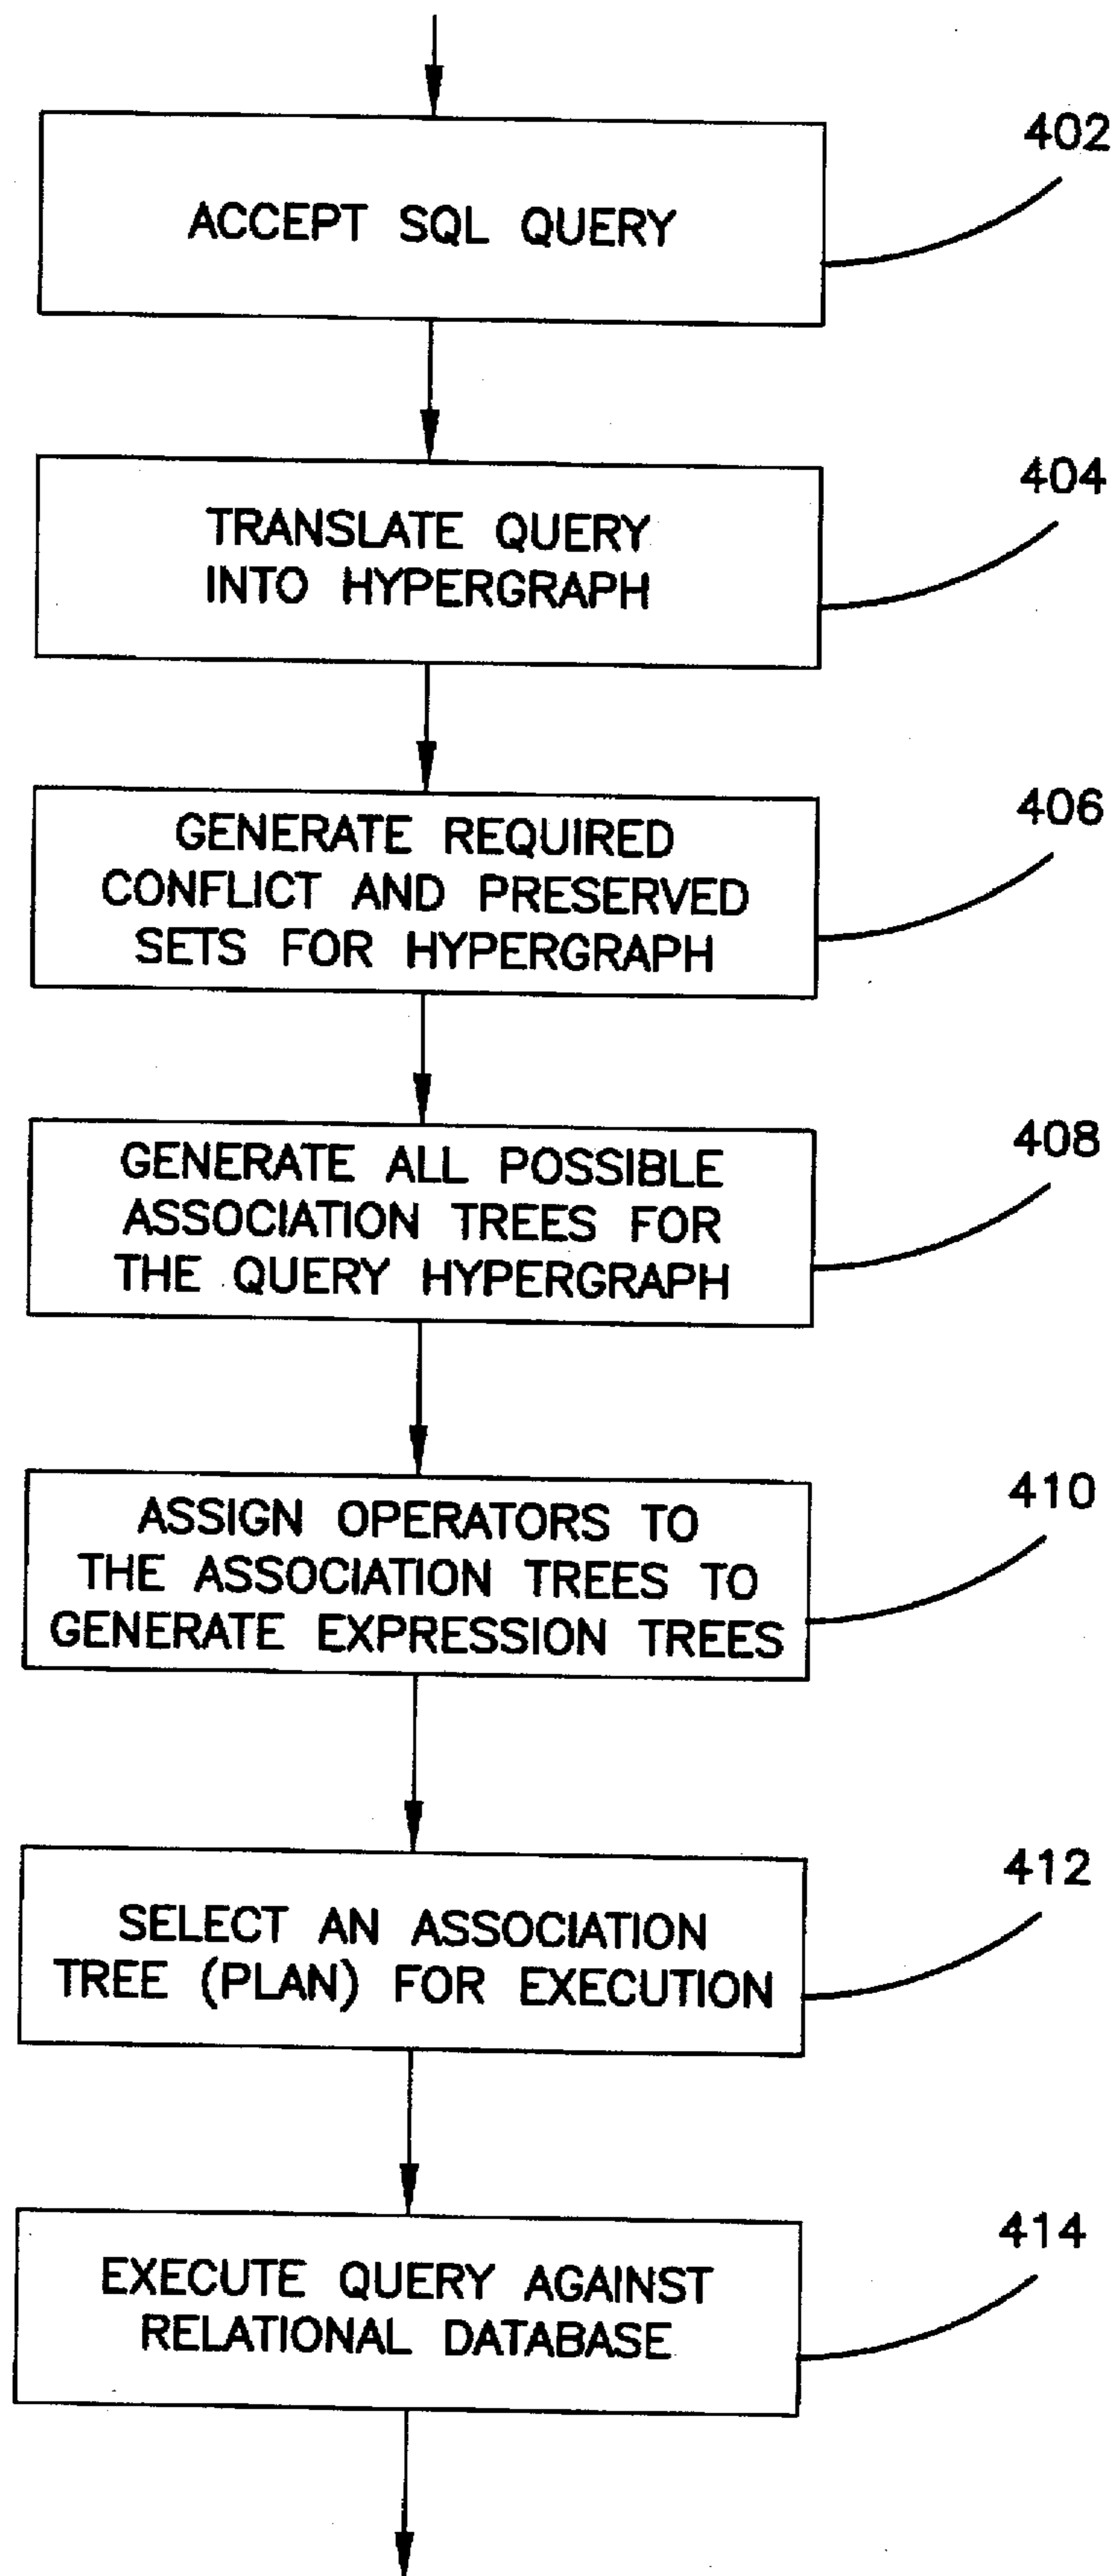 402
ACCEPT SQL QUERY
404
TRANSLATE QUERY
INTO HYPERGRAPH
406
GENERATE REQUIRED
CONFLICT AND PRESERVED
SETS FOR HYPERGRAPH
408
GENERATE ALL POSSIBLE
ASSOCIATION TREES FOR
THE QUERY HYPERGRAPH
410
ASSIGN OPERATORS TO
THE ASSOCIATION TREES TO
GENERATE EXPRESSION TREES
412
SELECT AN ASSOCIATION
TREE (PLAN) FOR EXECUTION
414
EXECUTE QUERY AGAINST
RELATIONAL DATABASE